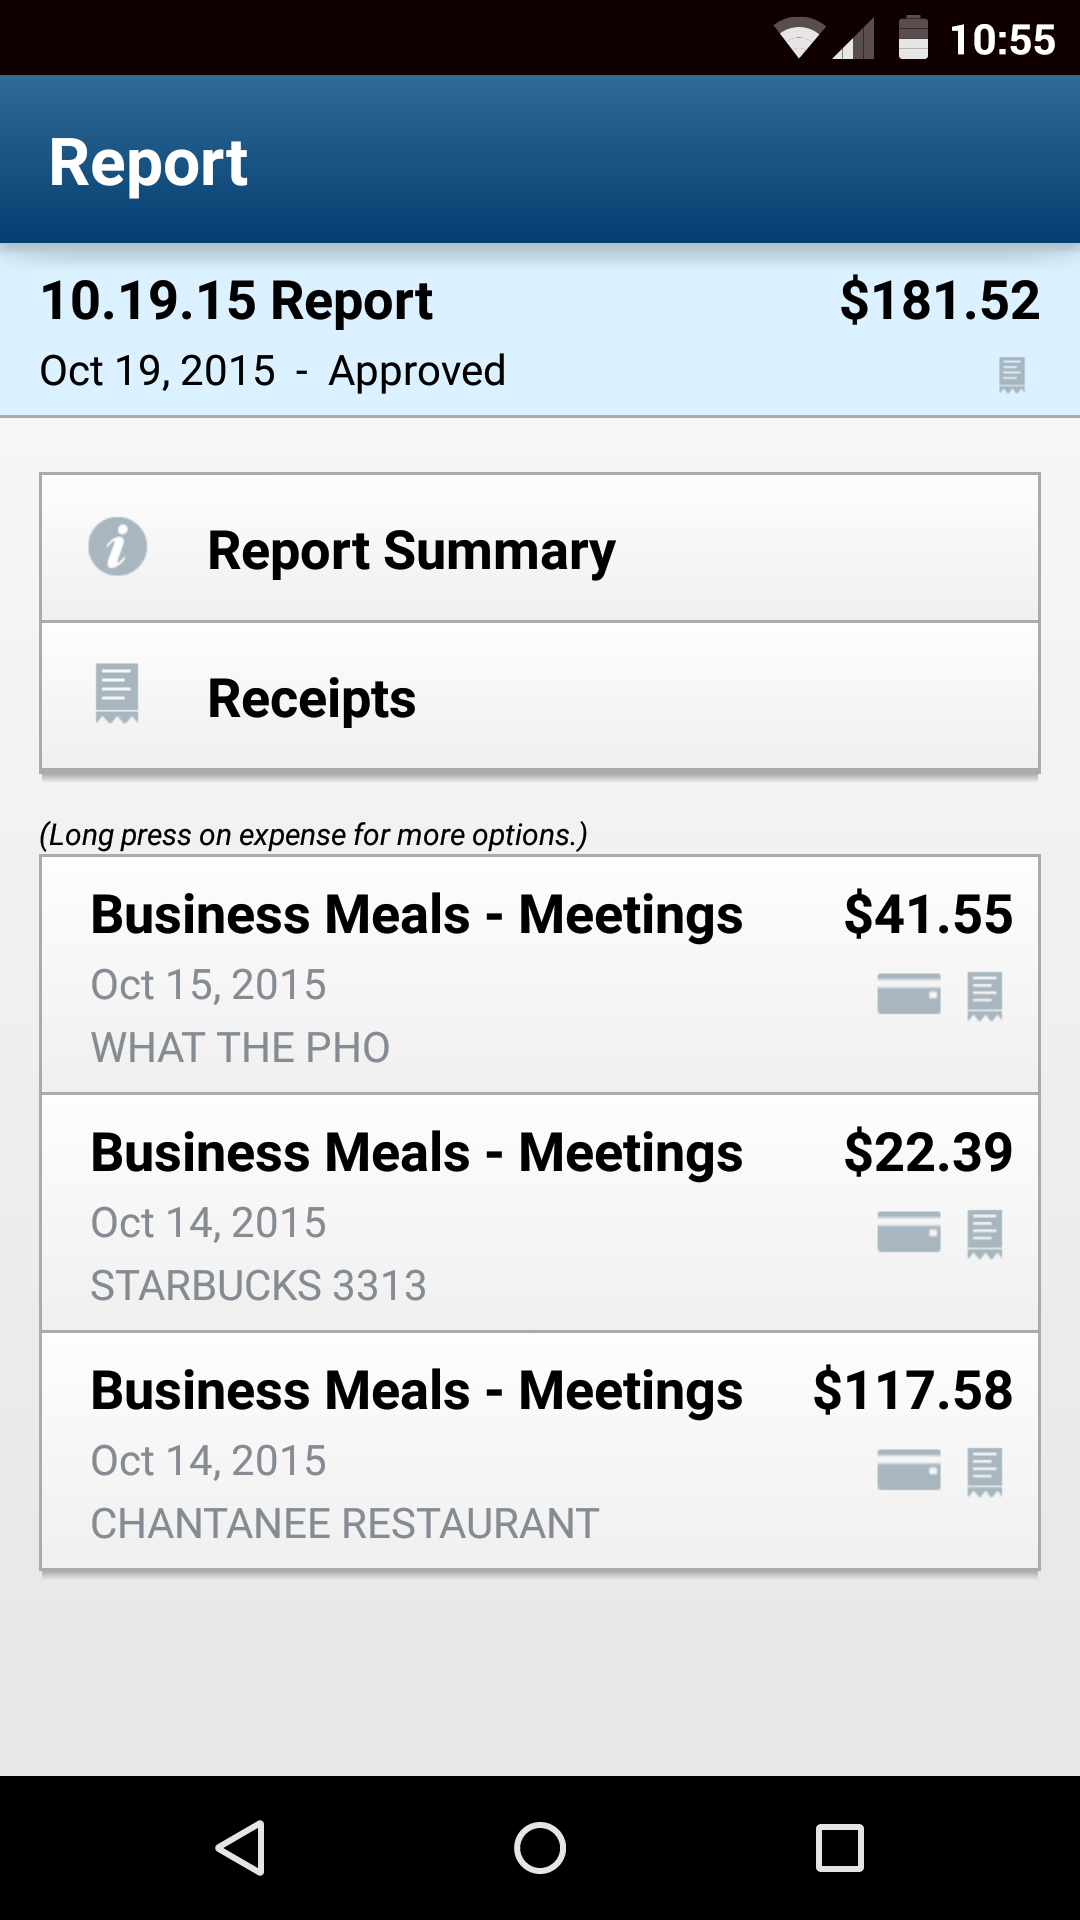 10:55
Report
10.19.15 Report $181.52
Oct 19, 2015 - Approved
Report Summary
Receipts
(Long press on expense for more options.)
Business Meals - Meetings $41.55
Oct 15, 2015
WHAT THE PHO
Business Meals - Meetings $22.39
Oct 14, 2015
STARBUCKS 3313
Business Meals - Meetings $117.58
Oct 14, 2015
CHANTANEE RESTAURANT